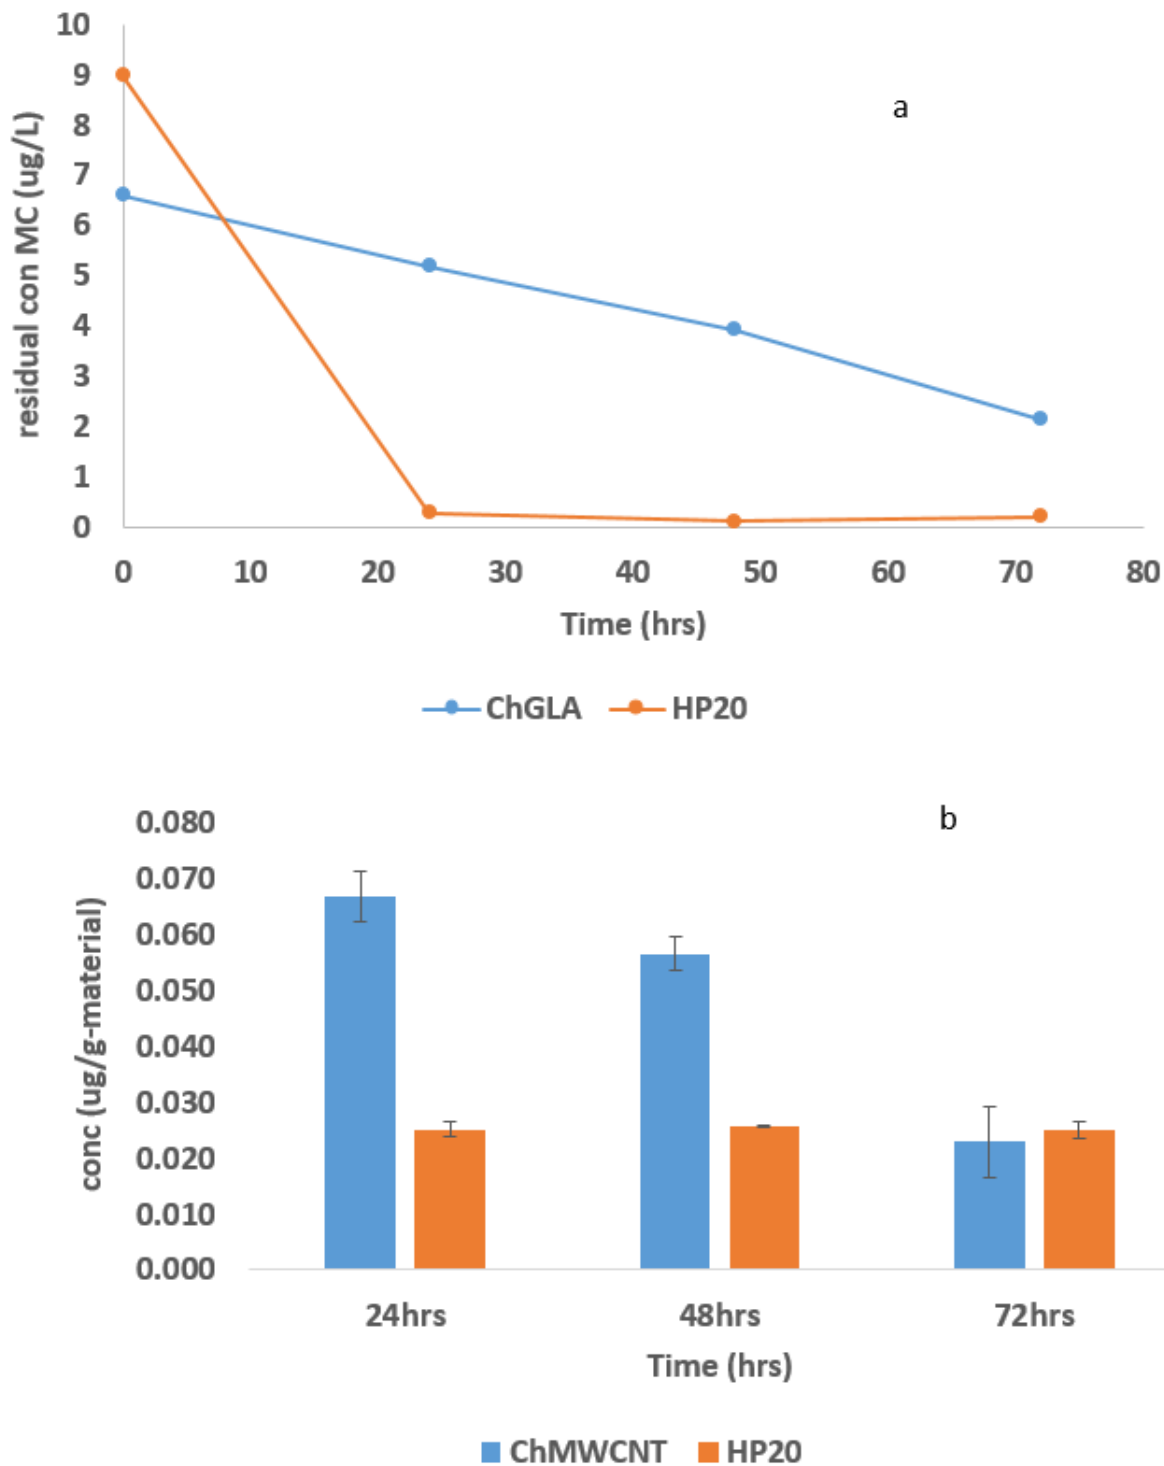 10
9
8
7
6
5
4
3
2
1
0
residual con MC (ug/L)
a
0 10 20 30 40 50 60 70 80
Time (hrs)
ChGLA HP20
0.080
0.070
0.060
0.050
0.040
0.030
0.020
0.010
0.000
conc (ug/g-material)
b
24hrs 48hrs 72hrs
Time (hrs)
ChMWCNT HP20